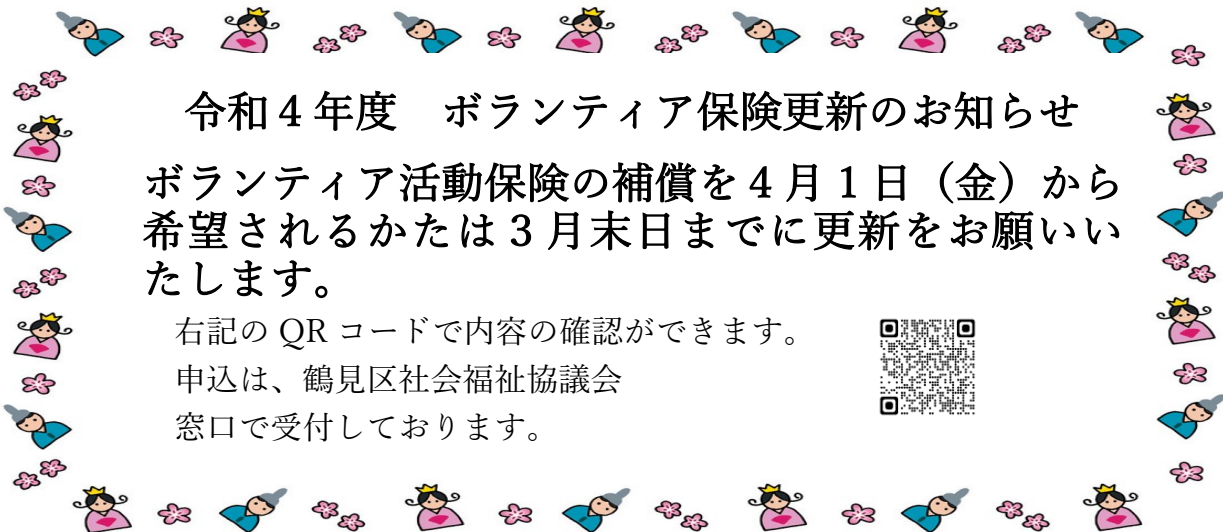 令和４年度　ボランティア保険更新のお知らせ
ボランティア活動保険の補償を４月１日（金）から
希望されるかたは３月末日までに更新をお願いい
たします。
右記の QR コードで内容の確認ができます。
申込は、鶴見区社会福祉協議会
窓口で受付しております。